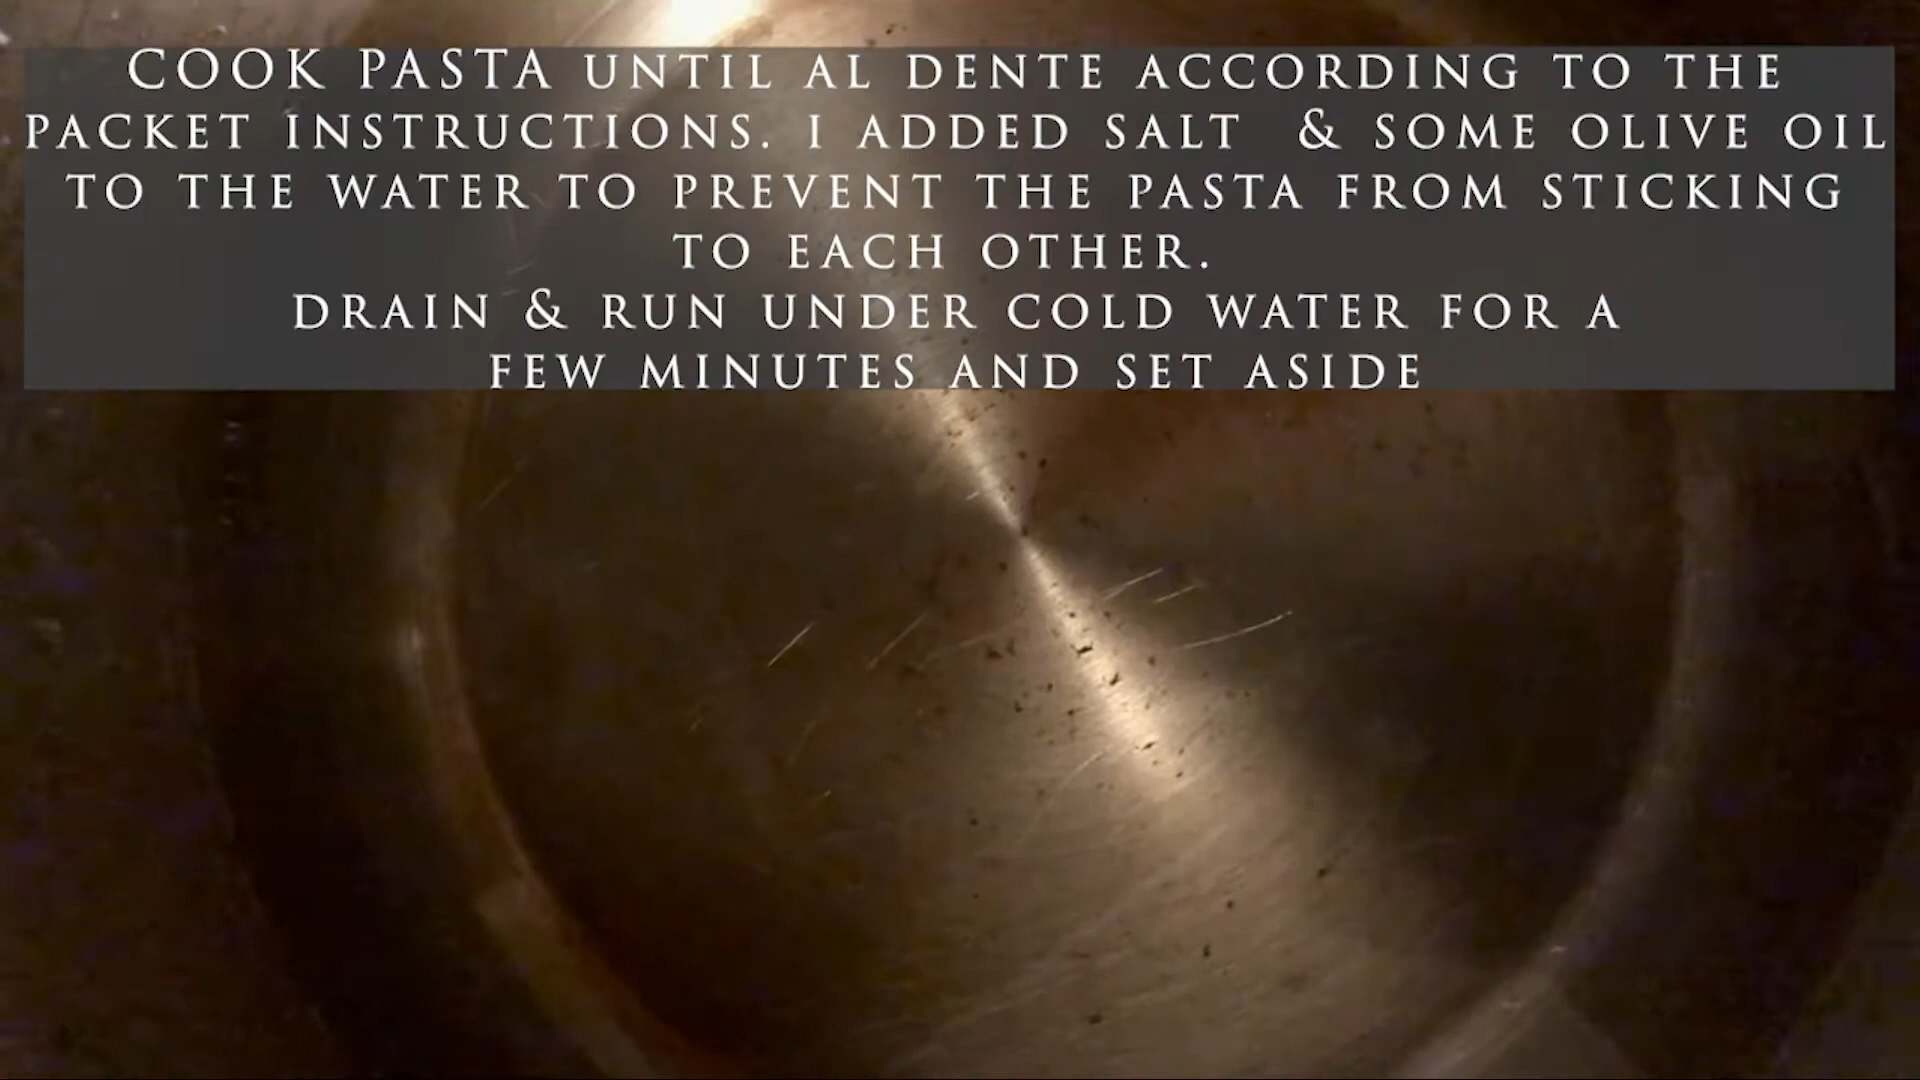 COOK PASTA UNTIL AL DENTE ACCORDING TO THE
PACKET INSTRUCTIONS. I ADDED SALT & SOME OLIVE OIL
TO THE WATER TO PREVENT THE PASTA FROM STICKING
TO EACH OTHER.
DRAIN & RUN UNDER COLD WATER FOR A
FEW MINUTES AND SET ASIDE